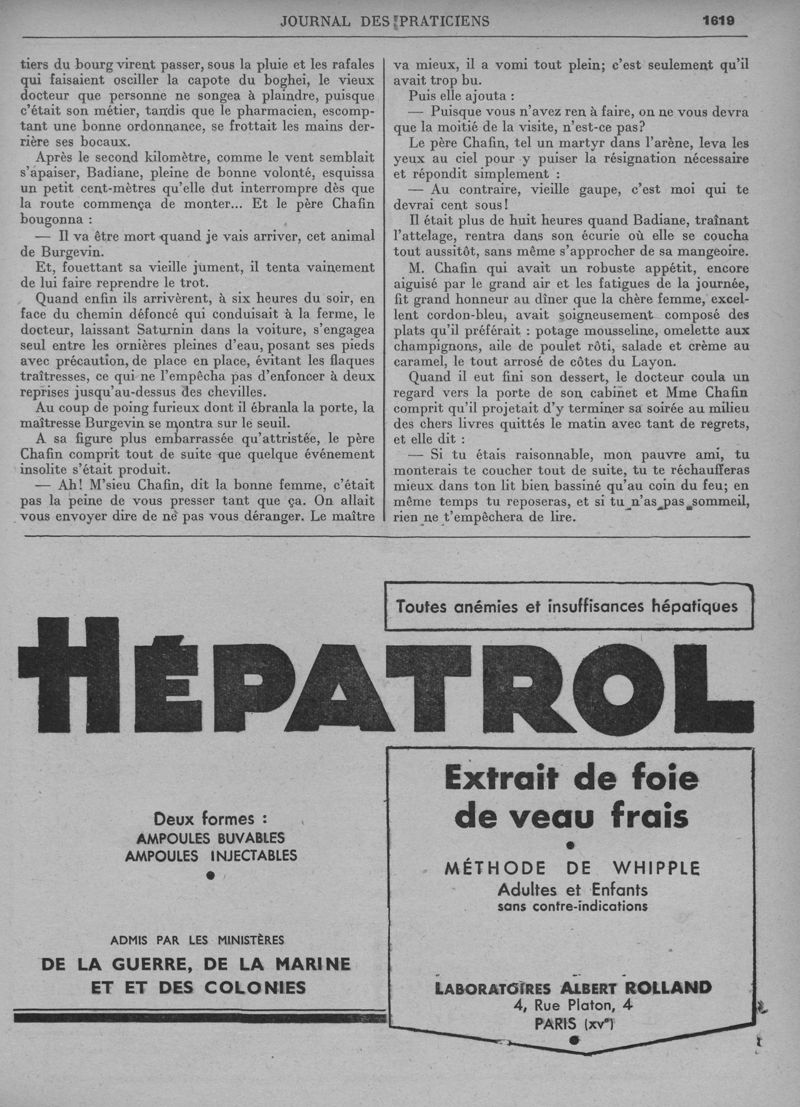 JOURNAL DES PRATICIENS
1619
tiers du bourg virent passer, sous la pluie et les rafales
qui faisaient osciller la capote du boghei, le vieux
docteur que personne ne songea à plaindre, puisque
c'était son métier, tandis que le pharmacien, escomp-
tant une bonne ordonnance, se frottait les mains der-
rière ses bocaux.
Après le second kilomètre, comme le vent semblait
s'apaiser, Badiane, pleine de bonne volonté, esquissa
un petit cent-mètres qu'elle dut interrompre dès que
la route commença de monter... Et le père Chafin
bougonna :
— Il va être mort quand je vais arriver, cet animal
de Burgevin.
Et, fouettant sa vieille jument, il tenta vainement
de lui faire reprendre le trot.
Quand enfin ils arrivèrent, à six heures du soir, en
face du chemin défoncé qui conduisait à la ferme, le
docteur, laissant Saturnin dans la voiture, s'engagea
seul entre les ornières pleines d'eau, posant ses pieds
avec précaution, de place en place, évitant les flaques
traîtresses, ce qui ne l'empêcha pas d'enfoncer à deux
reprises jusqu'au-dessus des chevilles.
Au coup de poing furieux dont il ébranla la porte, la
maîtresse Burgevin se montra sur le seuil.
A sa figure plus embarrassée qu'attristée, le père
Chafin comprit tout de suite que quelque événement
insolite s'était produit.
— Ah! M'sieu Chafin, dit la bonne femme, c'était
pas la peine de vous presser tant que ça. On allait
vous envoyer dire de ne pas vous déranger. Le maître
va mieux, il a vomi tout plein; c'est seulement qu'il
avait trop bu.
Puis elle ajouta :
— Puisque vous n'avez ren à faire, on ne vous devra
que la moitié de la visite, n'est-ce pas?
Le père Chafin, tel un martyr dans l'arène, leva les
yeux au ciel pour y puiser la résignation nécessaire
et répondit simplement :
— Au contraire, vieille gaupe, c'est moi qui te
devrai cent sous!
Il était plus de huit heures quand Badiane, traînant
l'attelage, rentra dans son écurie où elle se coucha
tout aussitôt, sans même s'approcher de sa mangeoire.
M. Chafin qui avait un robuste appétit, encore
aiguisé par le grand air et les fatigues de la journée,
fit grand honneur au dîner que la chère femme, excel-
lent cordon-bleu, avait soigneusement composé des
plats qu'il préférait : potage mousseline, omelette aux
champignons, aile de poulet rôti, salade et crème au
caramel, le tout arrosé de côtes du Layon.
Quand il eut fini son dessert, le docteur coula un
regard vers la porte de son cabinet et Mme Chafin
comprit qu'il projetait d'y terminer sa soirée au milieu
des chers livres quittés le matin avec tant de regrets,
et elle dit :
— Si tu étais raisonnable, mon pauvre ami, tu
monterais te coucher tout de suite, tu te réchaufferas
mieux dans ton lit bien bassiné qu'au coin du feu; en
même temps tu reposeras, et si tu n'as pas sommeil,
rien ne t'empêchera de lire.
Toutes anémies et insuffisances hépatiques
HÉPATROL
Deux formes :
AMPOULES BUVABLES
AMPOULES INJECTABLES
ADMIS PAR LES MINISTÈRES
DE LA GUERRE, DE LA MARINE
ET ET DES COLONIES
Extrait de foie
de veau frais
MÉTHODE DE WHIPPLE
Adultes et Enfants
sans contre-indications
LABORATOIRES ALBERT ROLLAND
4, Rue Platon, 4
PARIS (XVe)